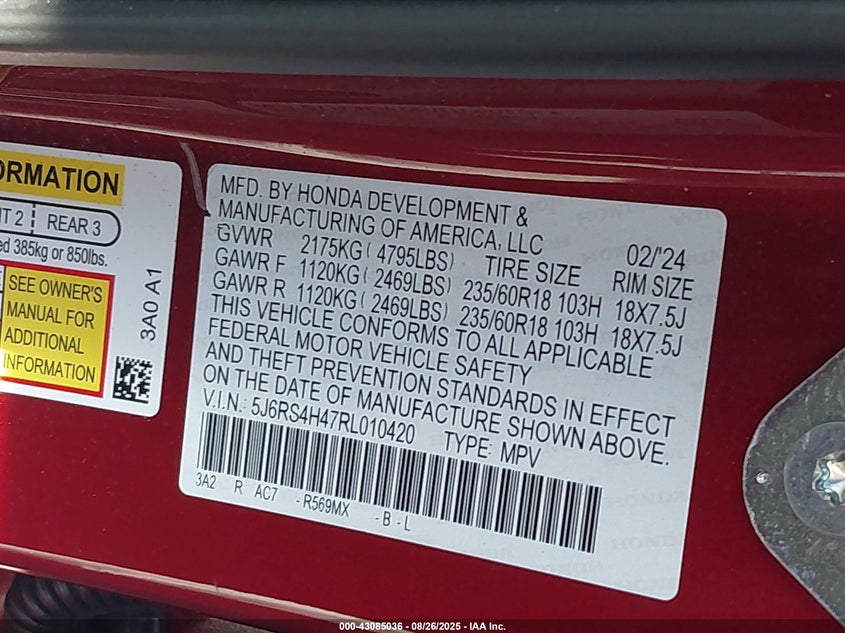 ORMATION
T 2 | REAR 3
ed 385kg or 850lbs.
SEE OWNER'S
MANUAL FOR
ADDITIONAL
INFORMATION
3A0 A1
MFD. BY HONDA DEVELOPMENT &
MANUFACTURING OF AMERICA, LLC 02/'24
GVWR 2175KG ( 4795LBS) TIRE SIZE RIM SIZE
GAWR F 1120KG ( 2469LBS) 235/60R18 103H 18X7.5J
GAWR R 1120KG ( 2469LBS) 235/60R18 103H 18X7.5J
THIS VEHICLE CONFORMS TO ALL APPLICABLE
FEDERAL MOTOR VEHICLE SAFETY
AND THEFT PREVENTION STANDARDS IN EFFECT
ON THE DATE OF MANUFACTURE SHOWN ABOVE.
V.I.N.: 5J6RS4H47RL010420 TYPE: MPV
3A2 R AC7 -R569MX -B-L
000-43085036 - 08/26/2025 - IAA Inc.